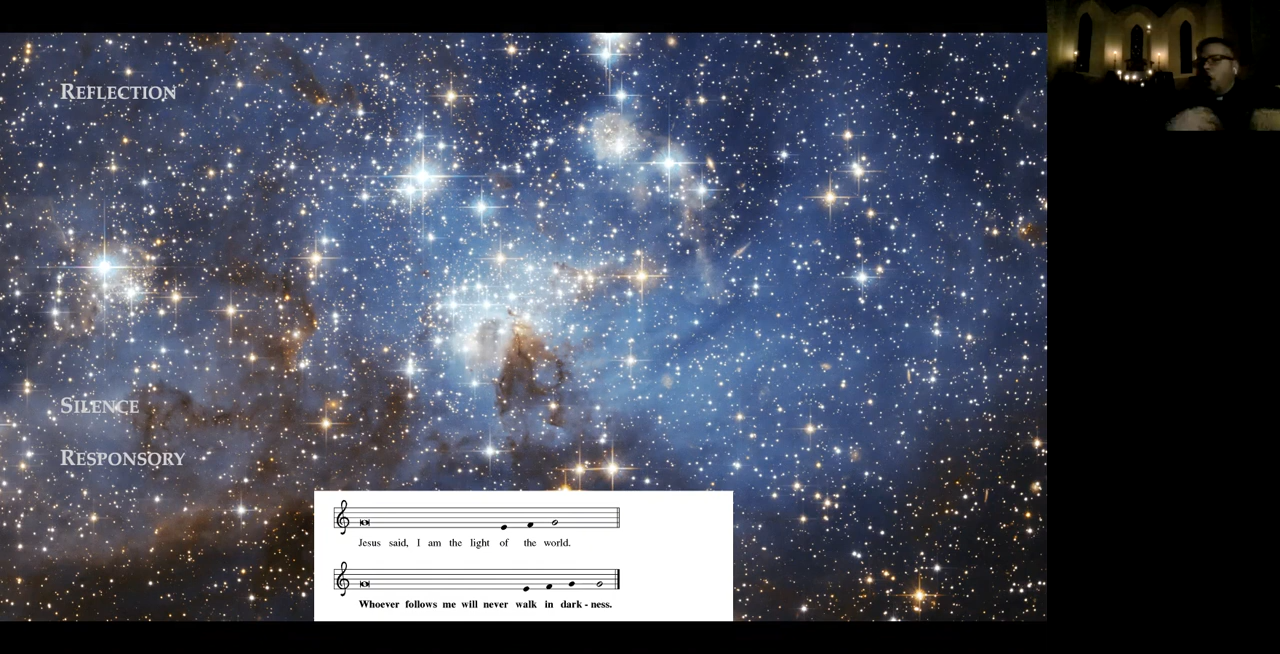 REFLECTION
SILENCE
RESPONSORY
Jesus said, I am the light of the world.
Whoever follows me will never walk in dark - ness.